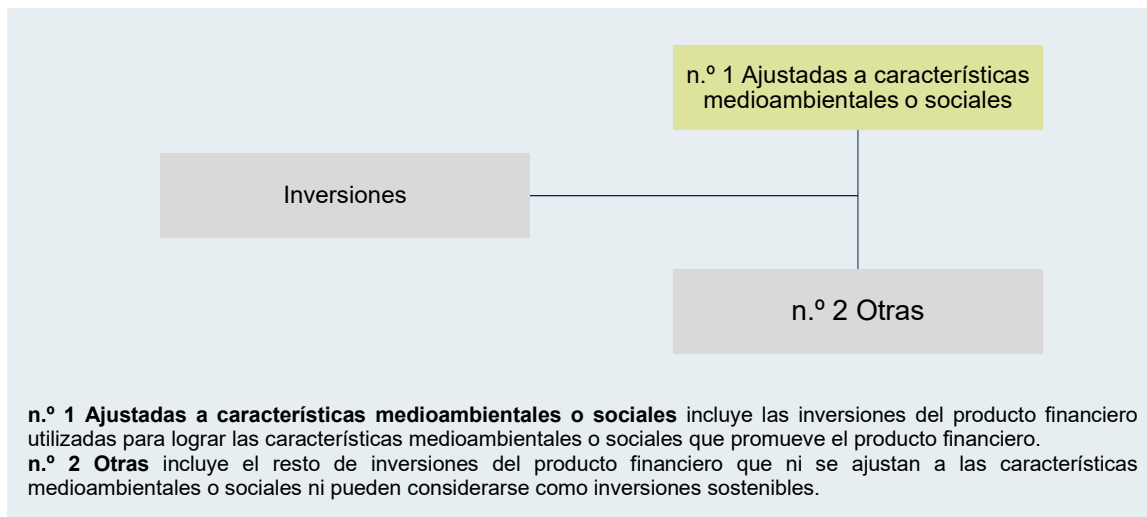 n.º 1 Ajustadas a características
medioambientales o sociales
Inversiones
n.º 2 Otras
n.º 1 Ajustadas a características medioambientales o sociales incluye las inversiones del producto financiero
utilizadas para lograr las características medioambientales o sociales que promueve el producto financiero.
n.º 2 Otras incluye el resto de inversiones del producto financiero que ni se ajustan a las características
medioambientales o sociales ni pueden considerarse como inversiones sostenibles.